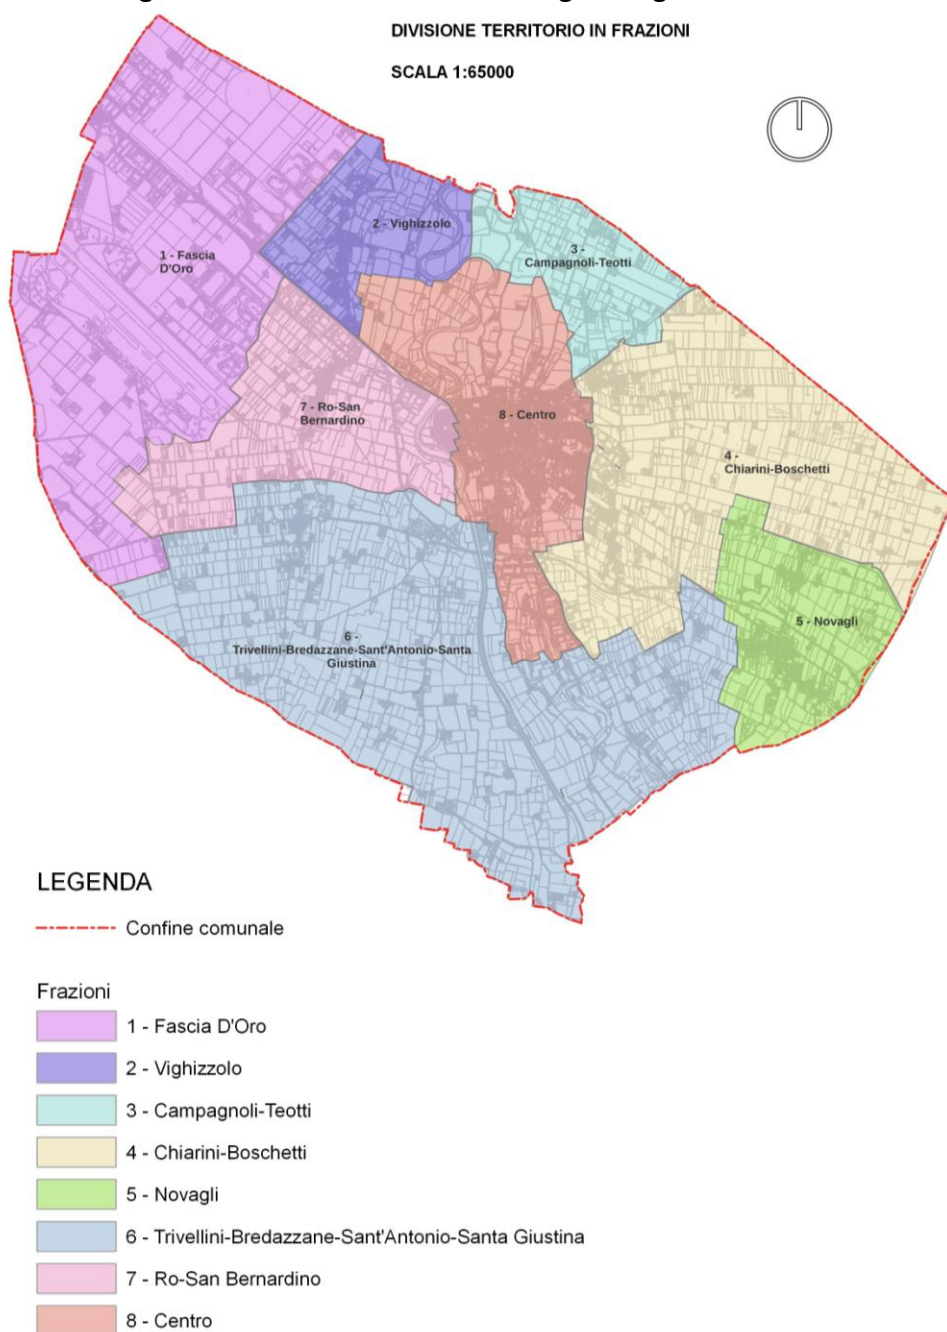 DIVISIONE TERRITORIO IN FRAZIONI
SCALA 1:65000
2 - Vighizzolo
3 -
Campagnoli-Teotti
1 - Fascia
D'Oro
7 - Ro-San
Bernardino
8 - Centro
4 -
Chiarini-Boschetti
5 - Novagli
6 -
Trivellini-Bredazzane-Sant'Antonio-Santa
Giustina
LEGENDA
Confine comunale
Frazioni
1 - Fascia D'Oro
2 - Vighizzolo
3 - Campagnoli-Teotti
4 - Chiarini-Boschetti
5 - Novagli
6 - Trivellini-Bredazzane-Sant'Antonio-Santa Giustina
7 - Ro-San Bernardino
8 - Centro